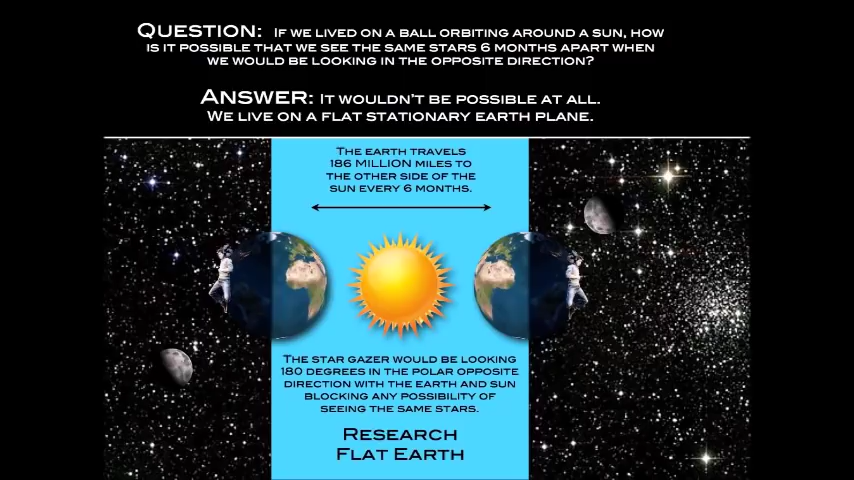 QUESTION: IF WE LIVED ON A BALL ORBITING AROUND A SUN, HOW
IS IT POSSIBLE THAT WE SEE THE SAME STARS 6 MONTHS APART WHEN
WE WOULD BE LOOKING IN THE OPPOSITE DIRECTION?
ANSWER: IT WOULDN'T BE POSSIBLE AT ALL.
WE LIVE ON A FLAT STATIONARY EARTH PLANE.
THE EARTH TRAVELS
186 MILLION MILES TO
THE OTHER SIDE OF THE
SUN EVERY 6 MONTHS.
THE STAR GAZER WOULD BE LOOKING
180 DEGREES IN THE POLAR OPPOSITE
DIRECTION WITH THE EARTH AND SUN
BLOCKING ANY POSSIBILITY OF
SEEING THE SAME STARS.
RESEARCH
FLAT EARTH